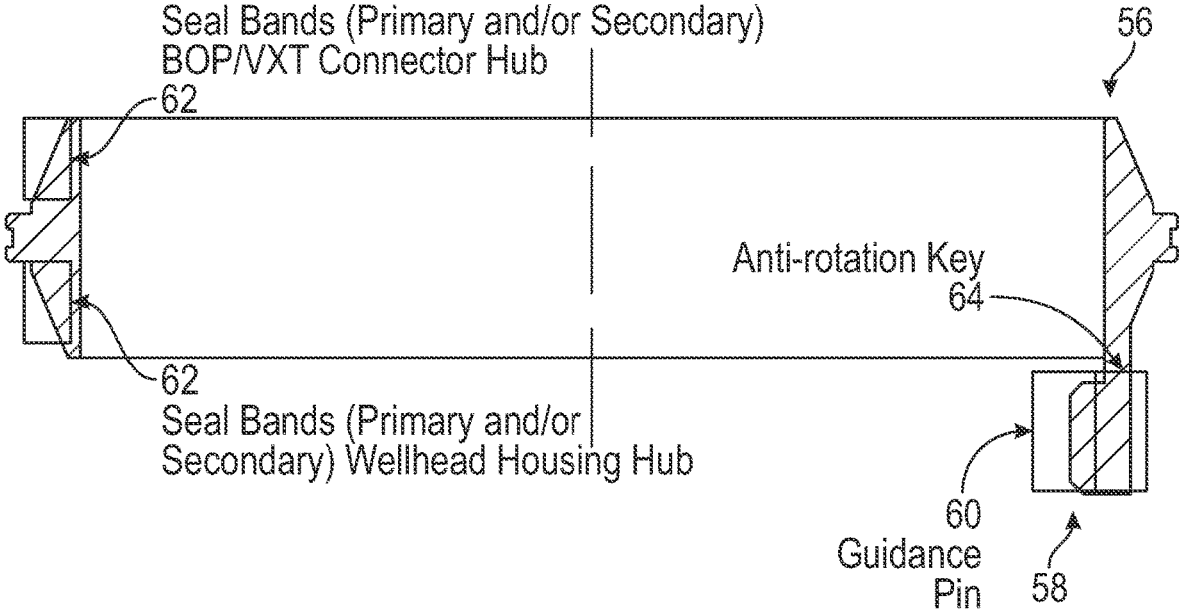 Seal Bands (Primary and/or Secondary)
BOP/VXT Connector Hub
62
56
Anti-rotation Key
64
62
Seal Bands (Primary and/or
Secondary) Wellhead Housing Hub
60
Guidance
Pin
58